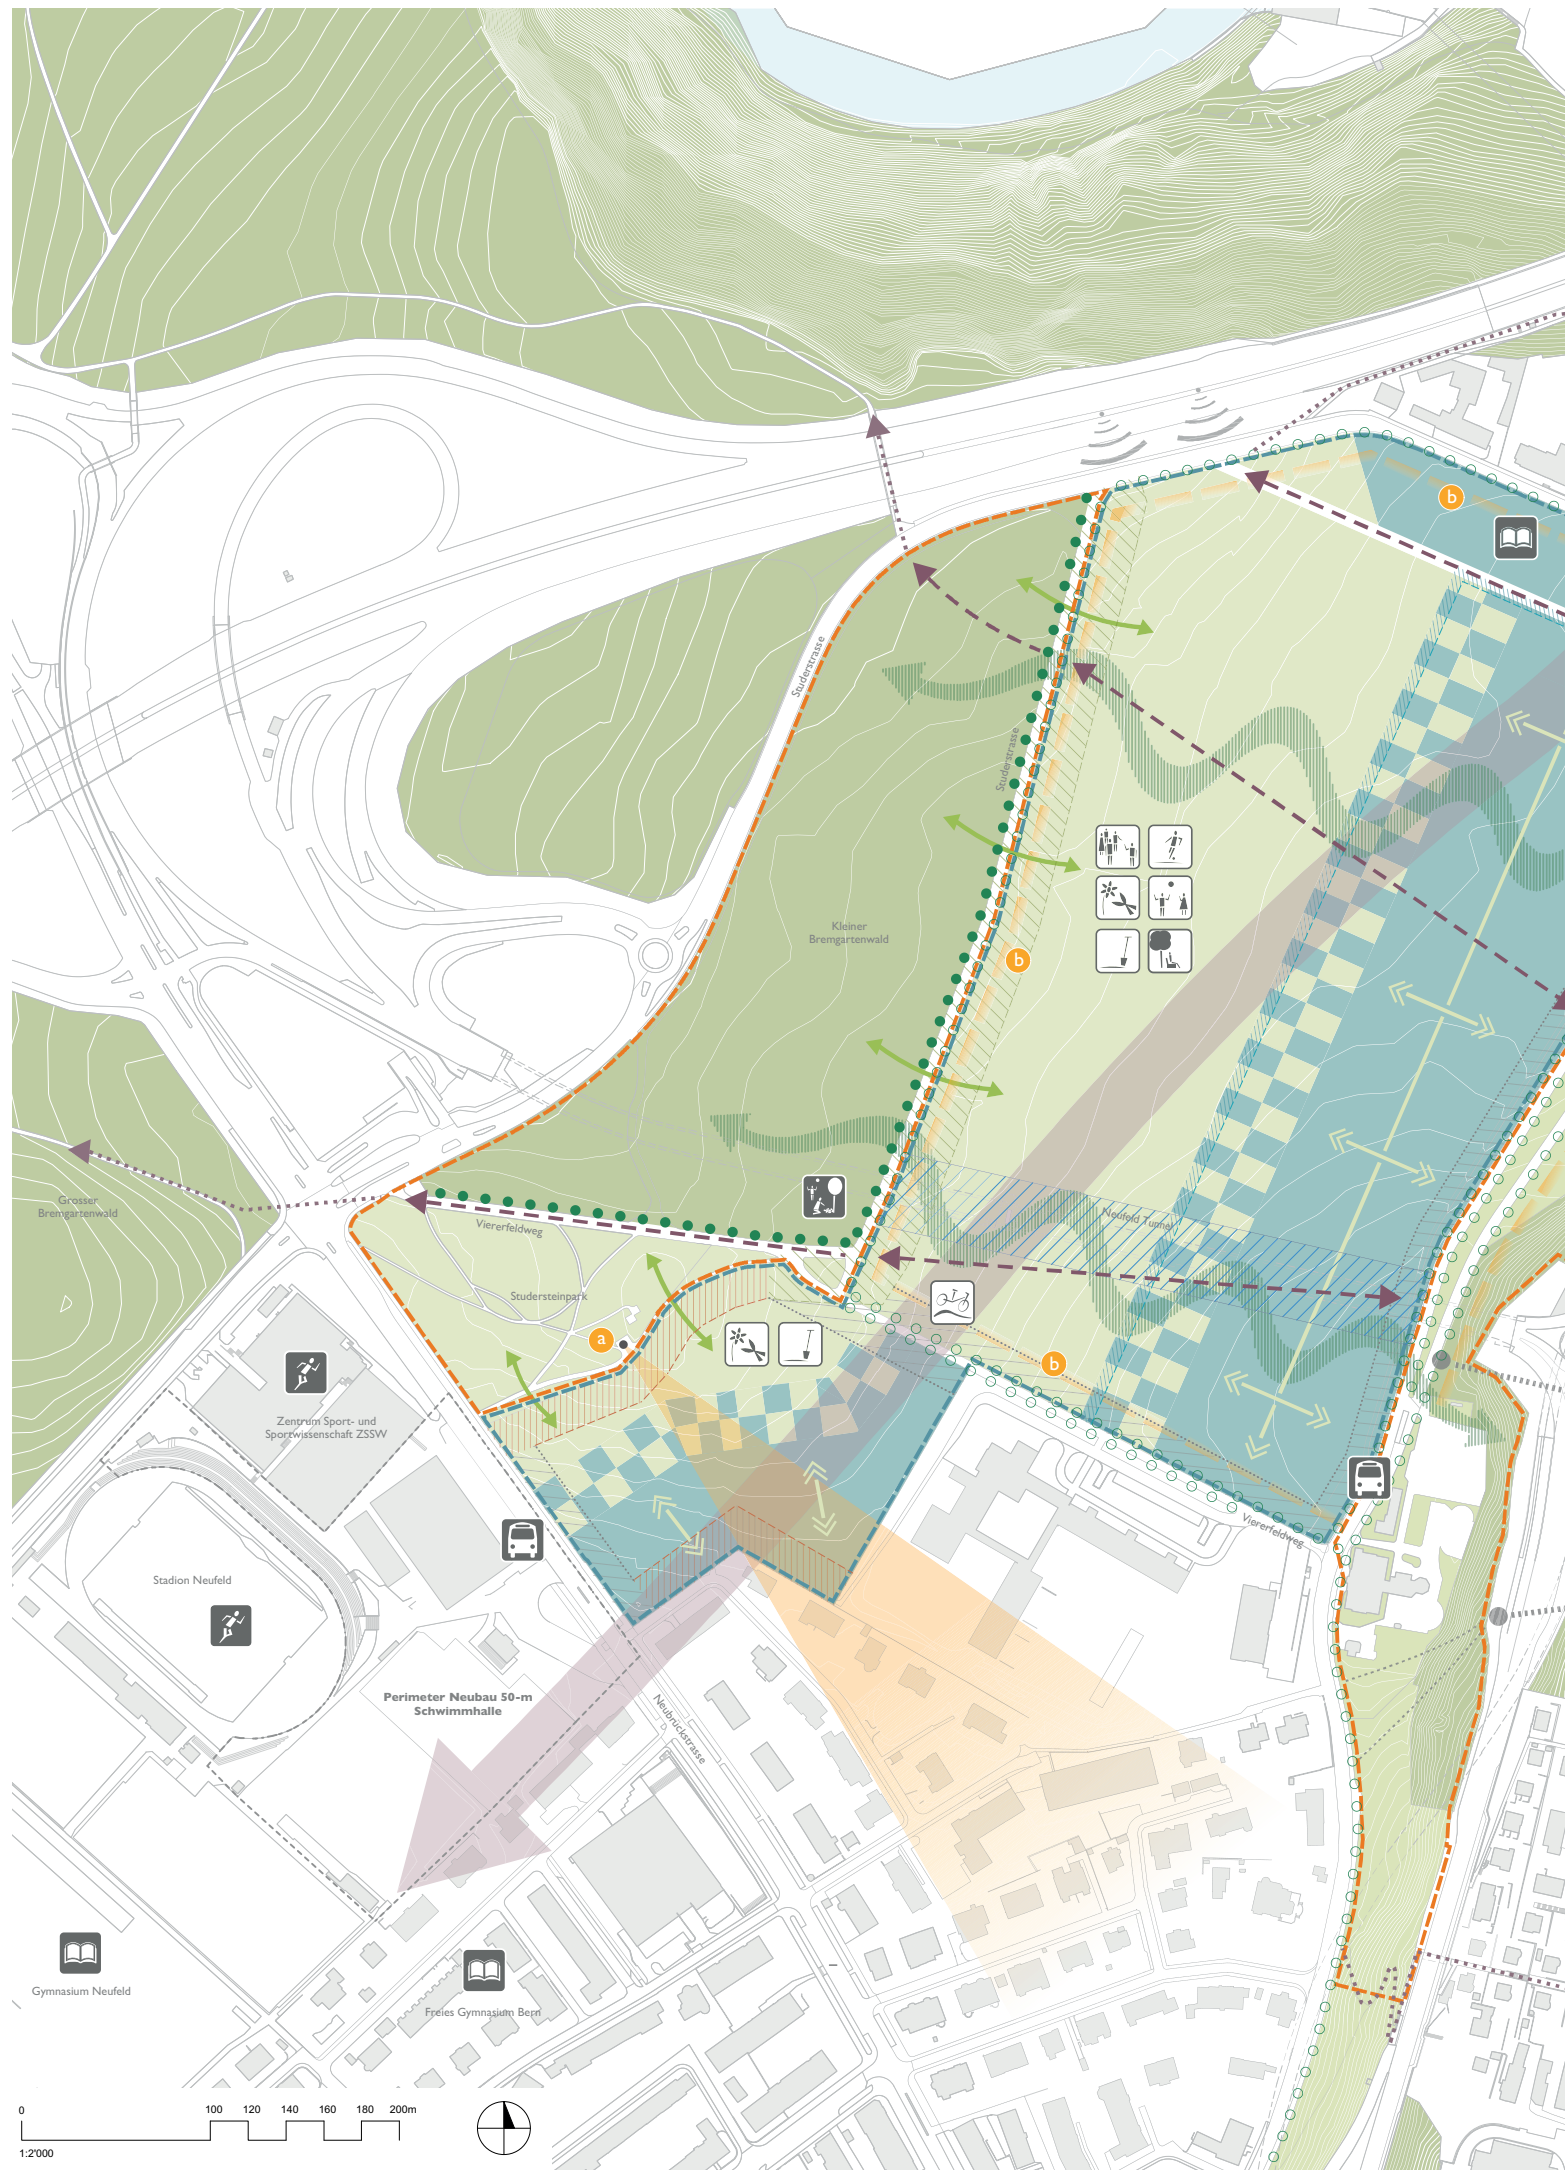 b
Studerstrasse
Studerstrasse
Kleiner
Bremgartenwald
b
Grosser
Bremgartenwald
Viererfeldweg
Neufeld Tunnel
Studersteinpark
a
b
Zentrum Sport- und
Sportwissenschaft ZSSW
Viererfeldweg
Stadion Neufeld
Perimeter Neubau 50-m
Schwimmhalle
Neubrückstrasse
Gymnasium Neufeld
Freies Gymnasium Bern
0 100 120 140 160 180 200m
1:2'000